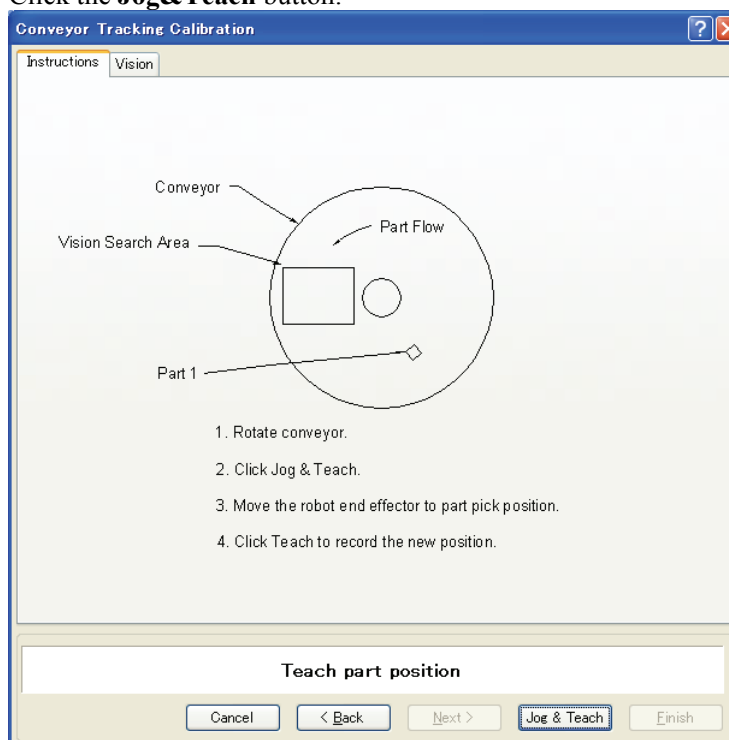 Click the Jog&Teach button.
Conveyor Tracking Calibration
Instructions Vision
Conveyor
Part Flow
Vision Search Area
Part 1
1. Rotate conveyor.
2. Click Jog & Teach.
3. Move the robot end effector to part pick position.
4. Click Teach to record the new position.
Teach part position
Cancel < Back Next > Jog & Teach Finish